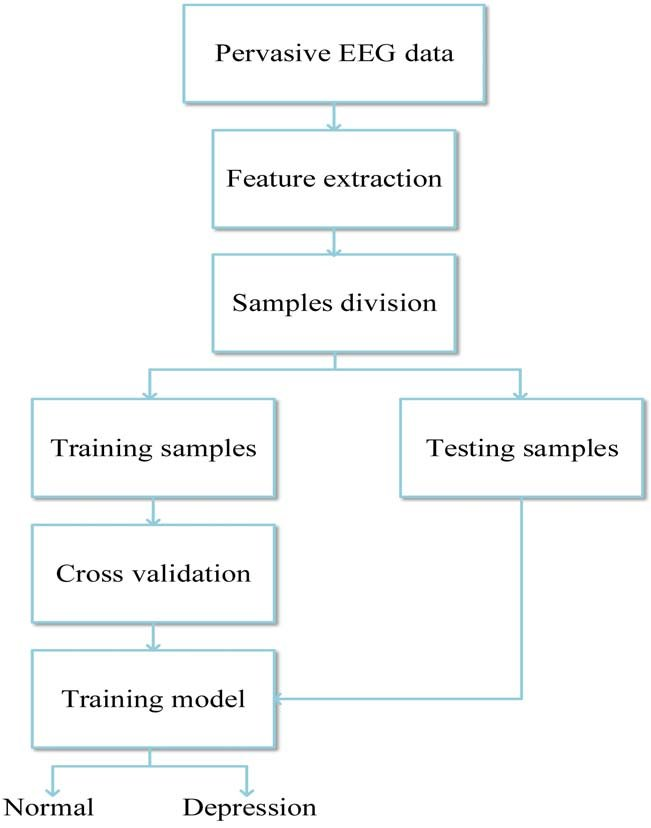 Pervasive EEG data
Feature extraction
Samples division
Training samples
Testing samples
Cross validation
Training model
Normal
Depression